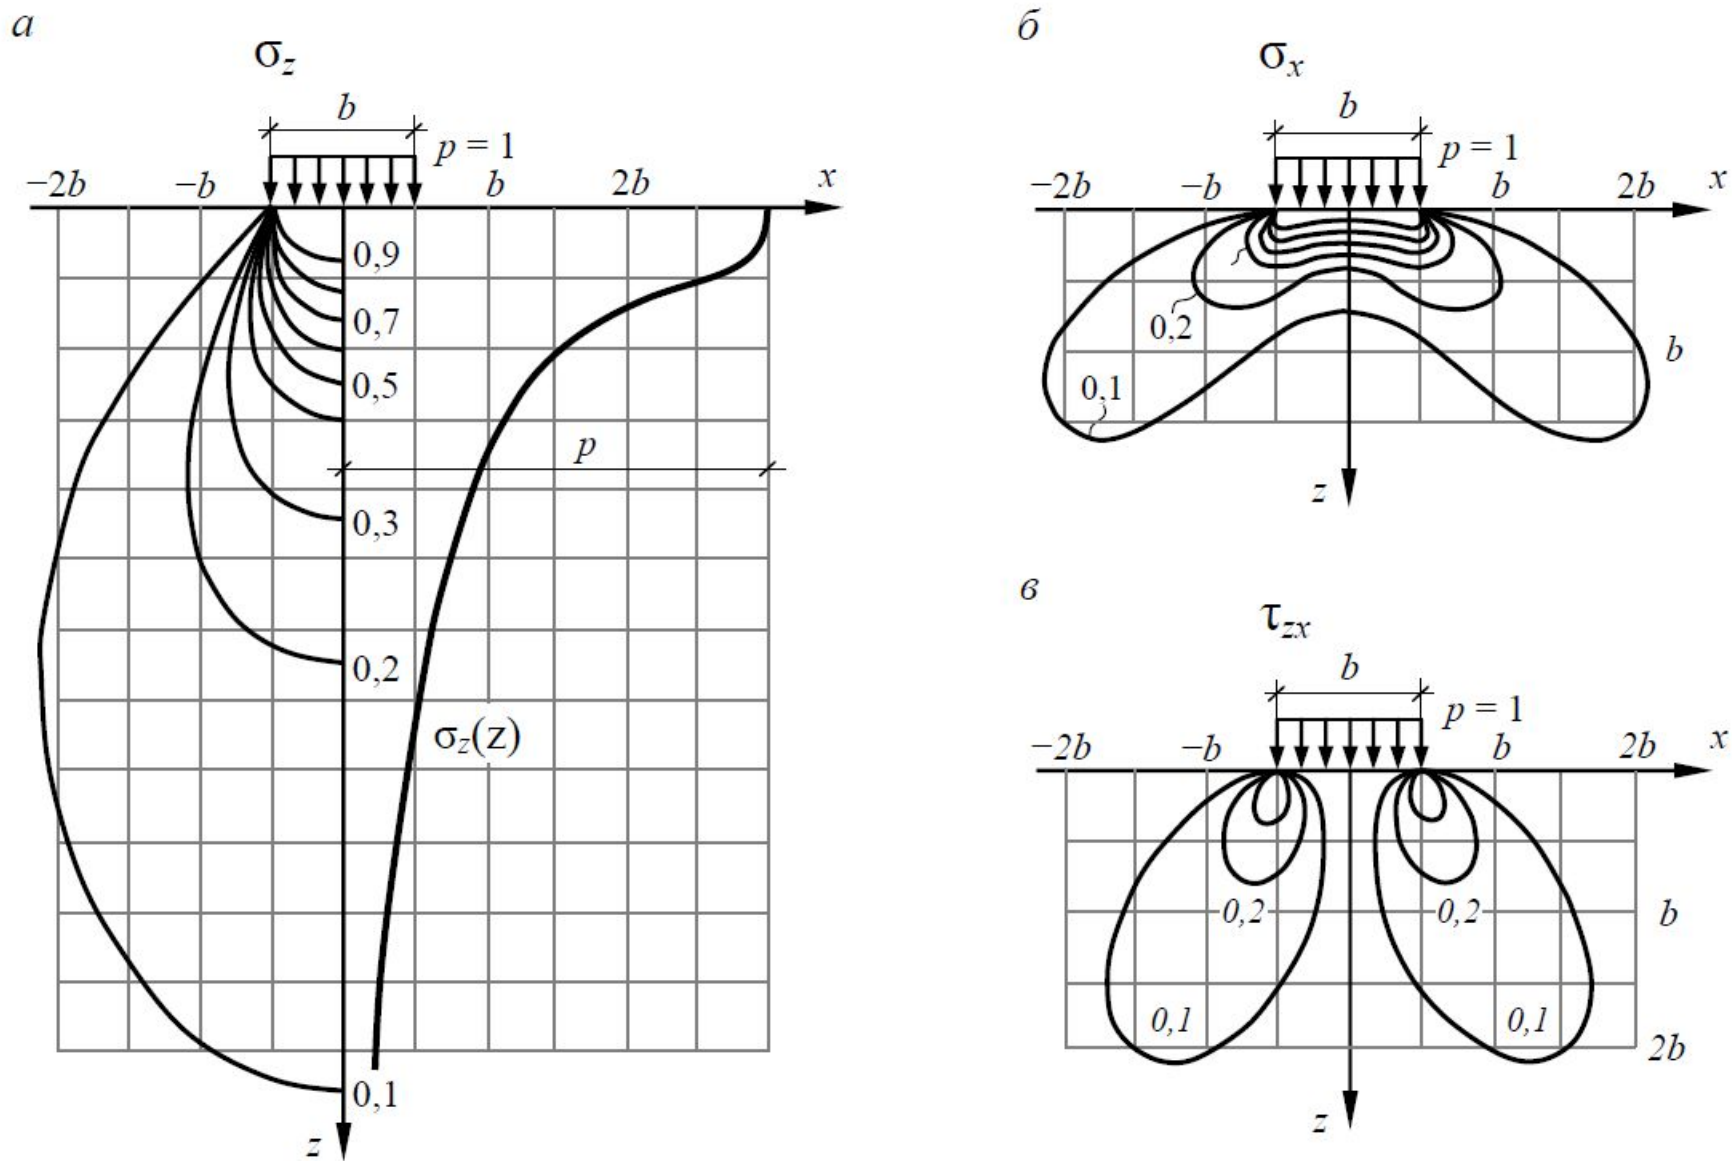 а
σz
b
p = 1
−2b −b b 2b x
0,9
0,7
0,5
p
0,3
0,2
σz(z)
0,1
z
б
σx
b
p = 1
−2b −b b 2b x
0,2
b
0,1
z
в
τzx
b
p = 1
−2b −b b 2b x
0,2 0,2 b
0,1 0,1
2b
z